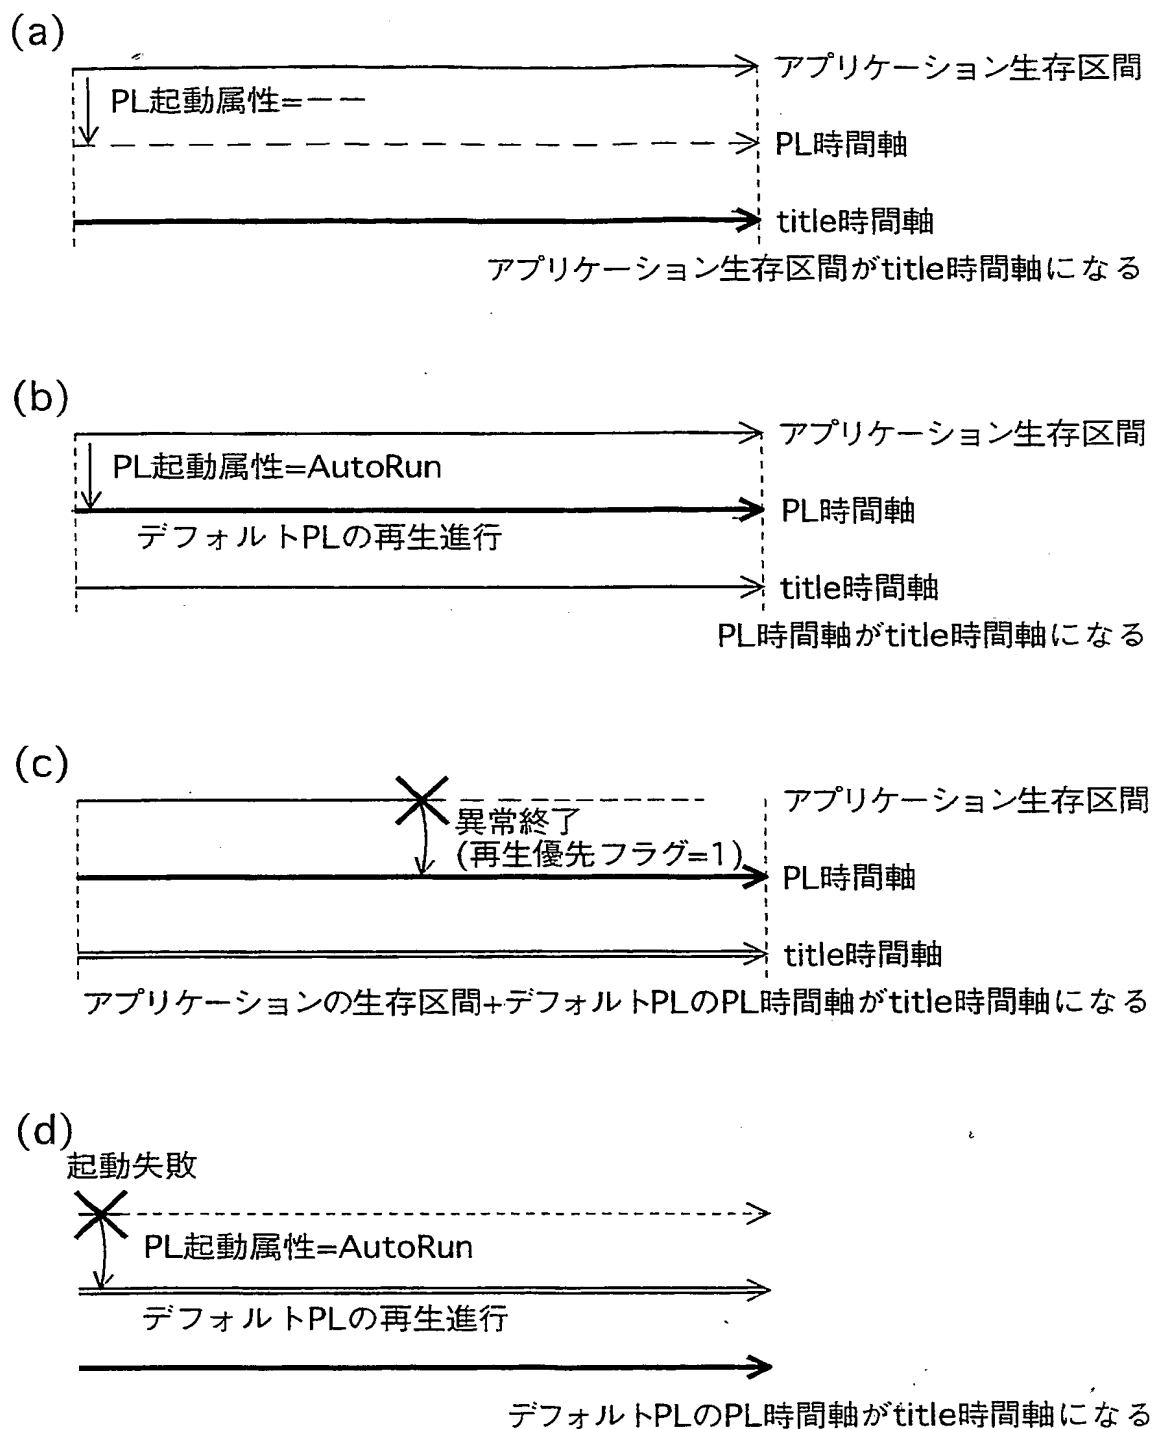 (a)
アプリケーション生存区間
PL起動属性=ーー
PL時間軸
title時間軸
アプリケーション生存区間がtitle時間軸になる
(b)
アプリケーション生存区間
PL起動属性=AutoRun
PL時間軸
デフォルトPLの再生進行
title時間軸
PL時間軸がtitle時間軸になる
(c)
アプリケーション生存区間
異常終了
(再生優先フラグ=1)
PL時間軸
title時間軸
アプリケーションの生存区間+デフォルトPLのPL時間軸がtitle時間軸になる
(d)
起動失敗
PL起動属性=AutoRun
デフォルトPLの再生進行
デフォルトPLのPL時間軸がtitle時間軸になる